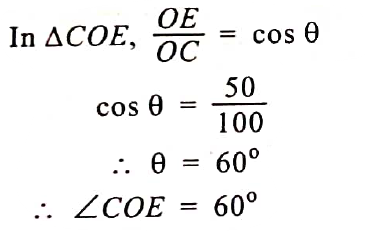 In ΔCOE, OE/OC = cos θ
cos θ = 50/100
∴ θ = 60°
∴ ∠COE = 60°